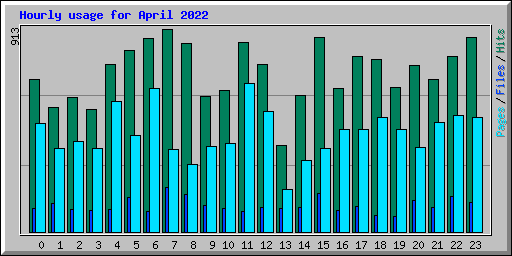 Hourly usage for April 2022
913
Pages/Files/Hits
0 1 2 3 4 5 6 7 8 9 10 11 12 13 14 15 16 17 18 19 20 21 22 23